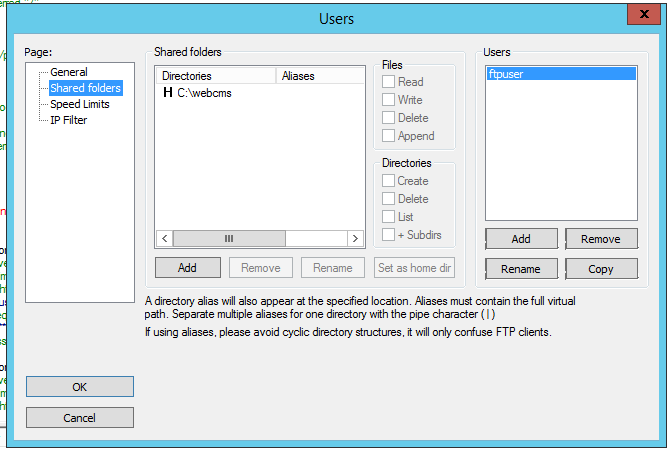 Users
x
Page:
General
Shared folders
Speed Limits
IP Filter
Shared folders
Directories Aliases
H C:\webcms
Files
Read
Write
Delete
Append
Directories
Create
Delete
List
+ Subdirs
Add Remove Rename Set as home dir
Users
ftpuser
Add Remove
Rename Copy
A directory alias will also appear at the specified location. Aliases must contain the full virtual
path. Separate multiple aliases for one directory with the pipe character ( | )
If using aliases, please avoid cyclic directory structures, it will only confuse FTP clients.
OK
Cancel